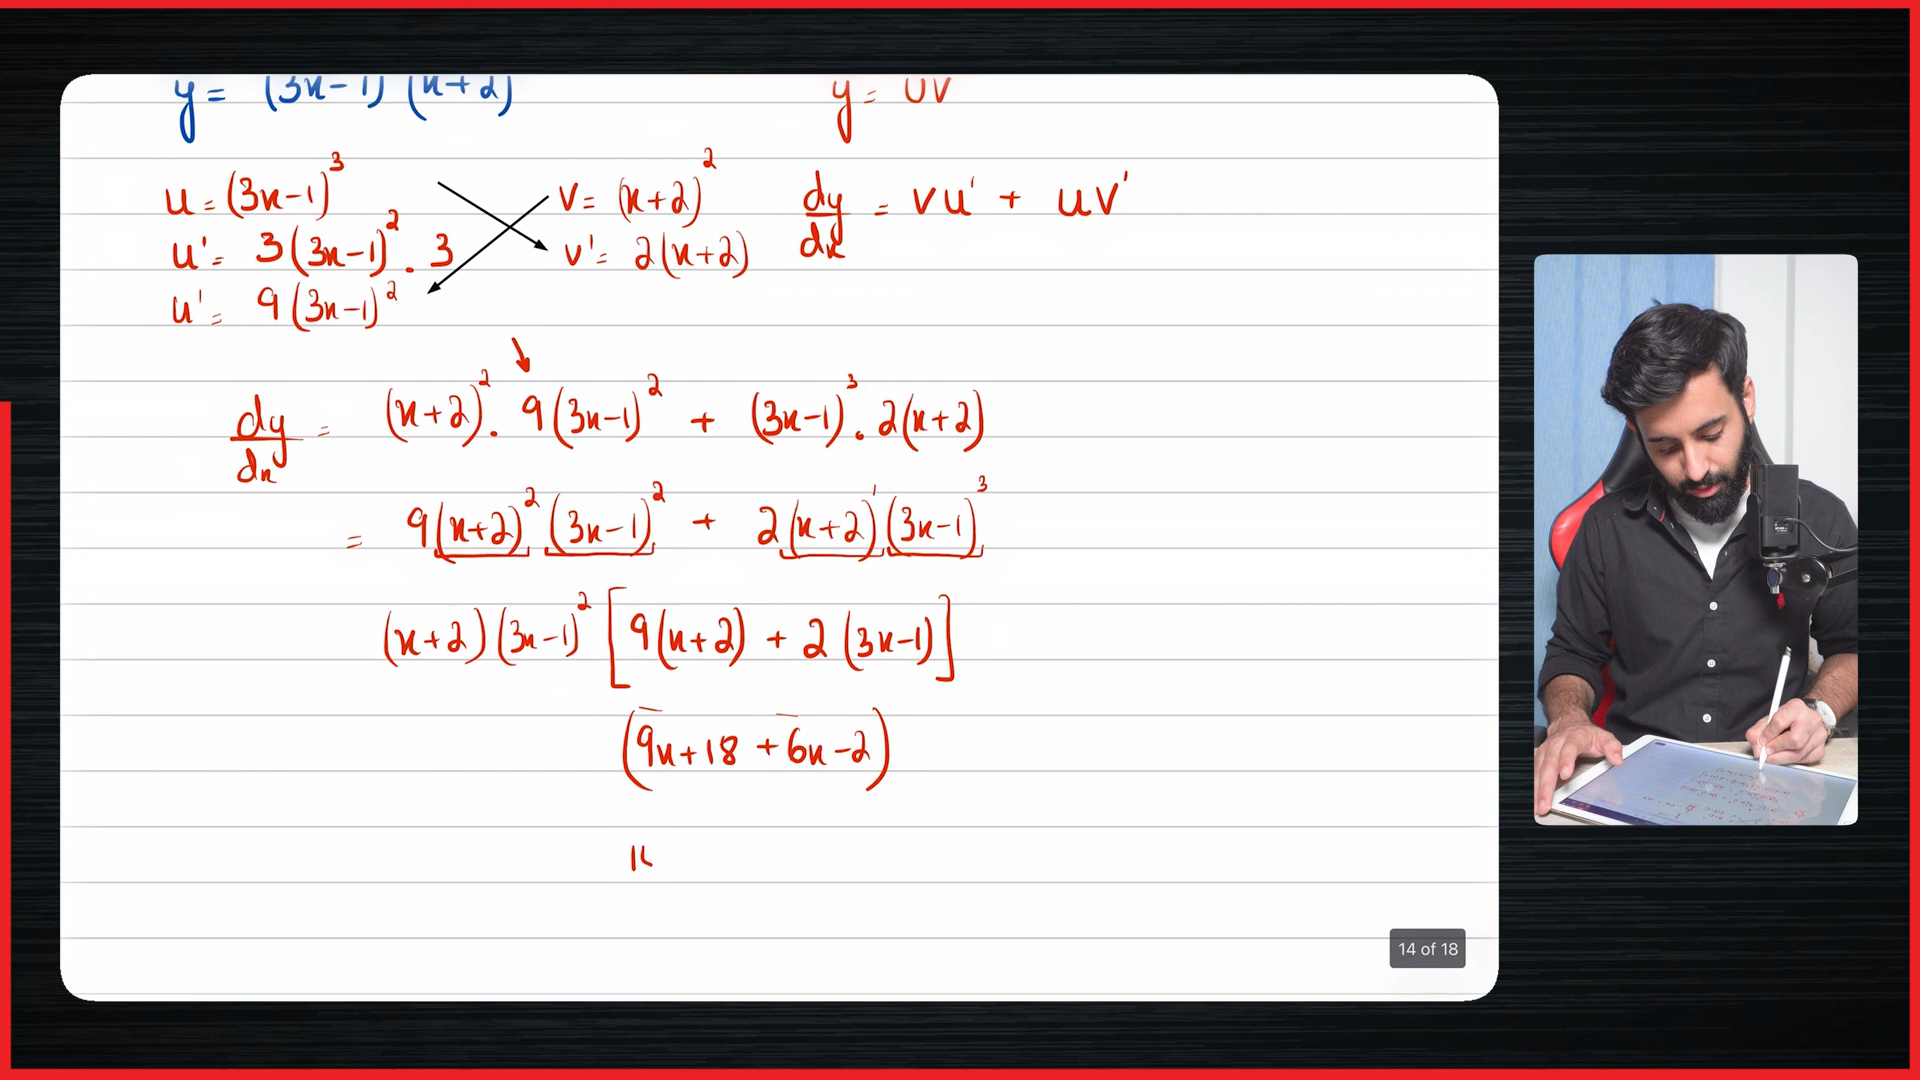 y = (3x-1) (x+2)    y = uv
u = (3x-1)³    v = (x+2)²    dy/dx = vu' + uv'
u' = 3(3x-1)² . 3    v' = 2(x+2)
u' = 9(3x-1)²
dy/dx = (x+2)² . 9(3x-1)² + (3x-1)³ . 2(x+2)
= 9(x+2)² (3x-1)² + 2(x+2)¹ (3x-1)³
(x+2)(3x-1)² [9(x+2) + 2(3x-1)]
(9x+18 +6x-2)
14 of 18